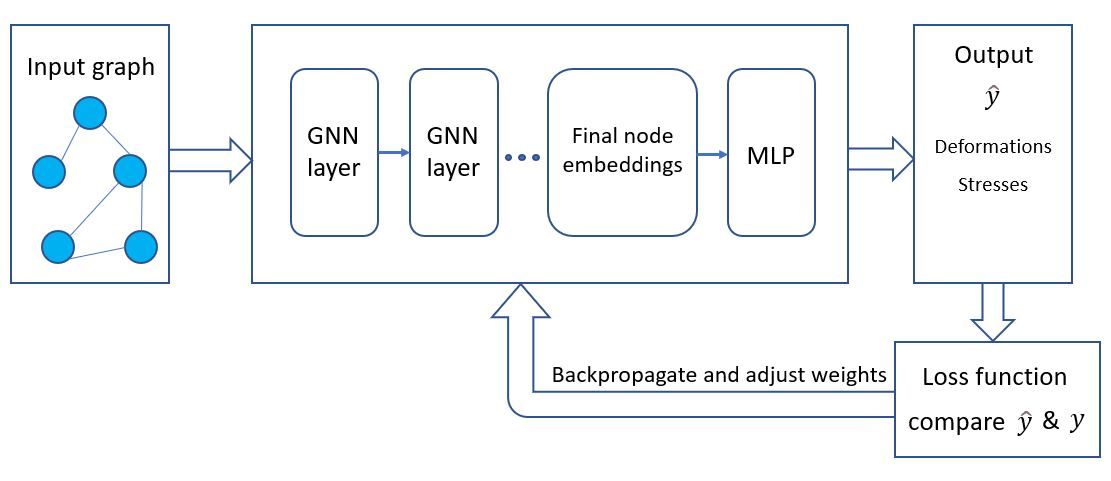 Input graph
GNN
layer
GNN
layer
Final node
embeddings
MLP
Output
ŷ
Deformations
Stresses
Backpropagate and adjust weights
Loss function
compare ŷ & y